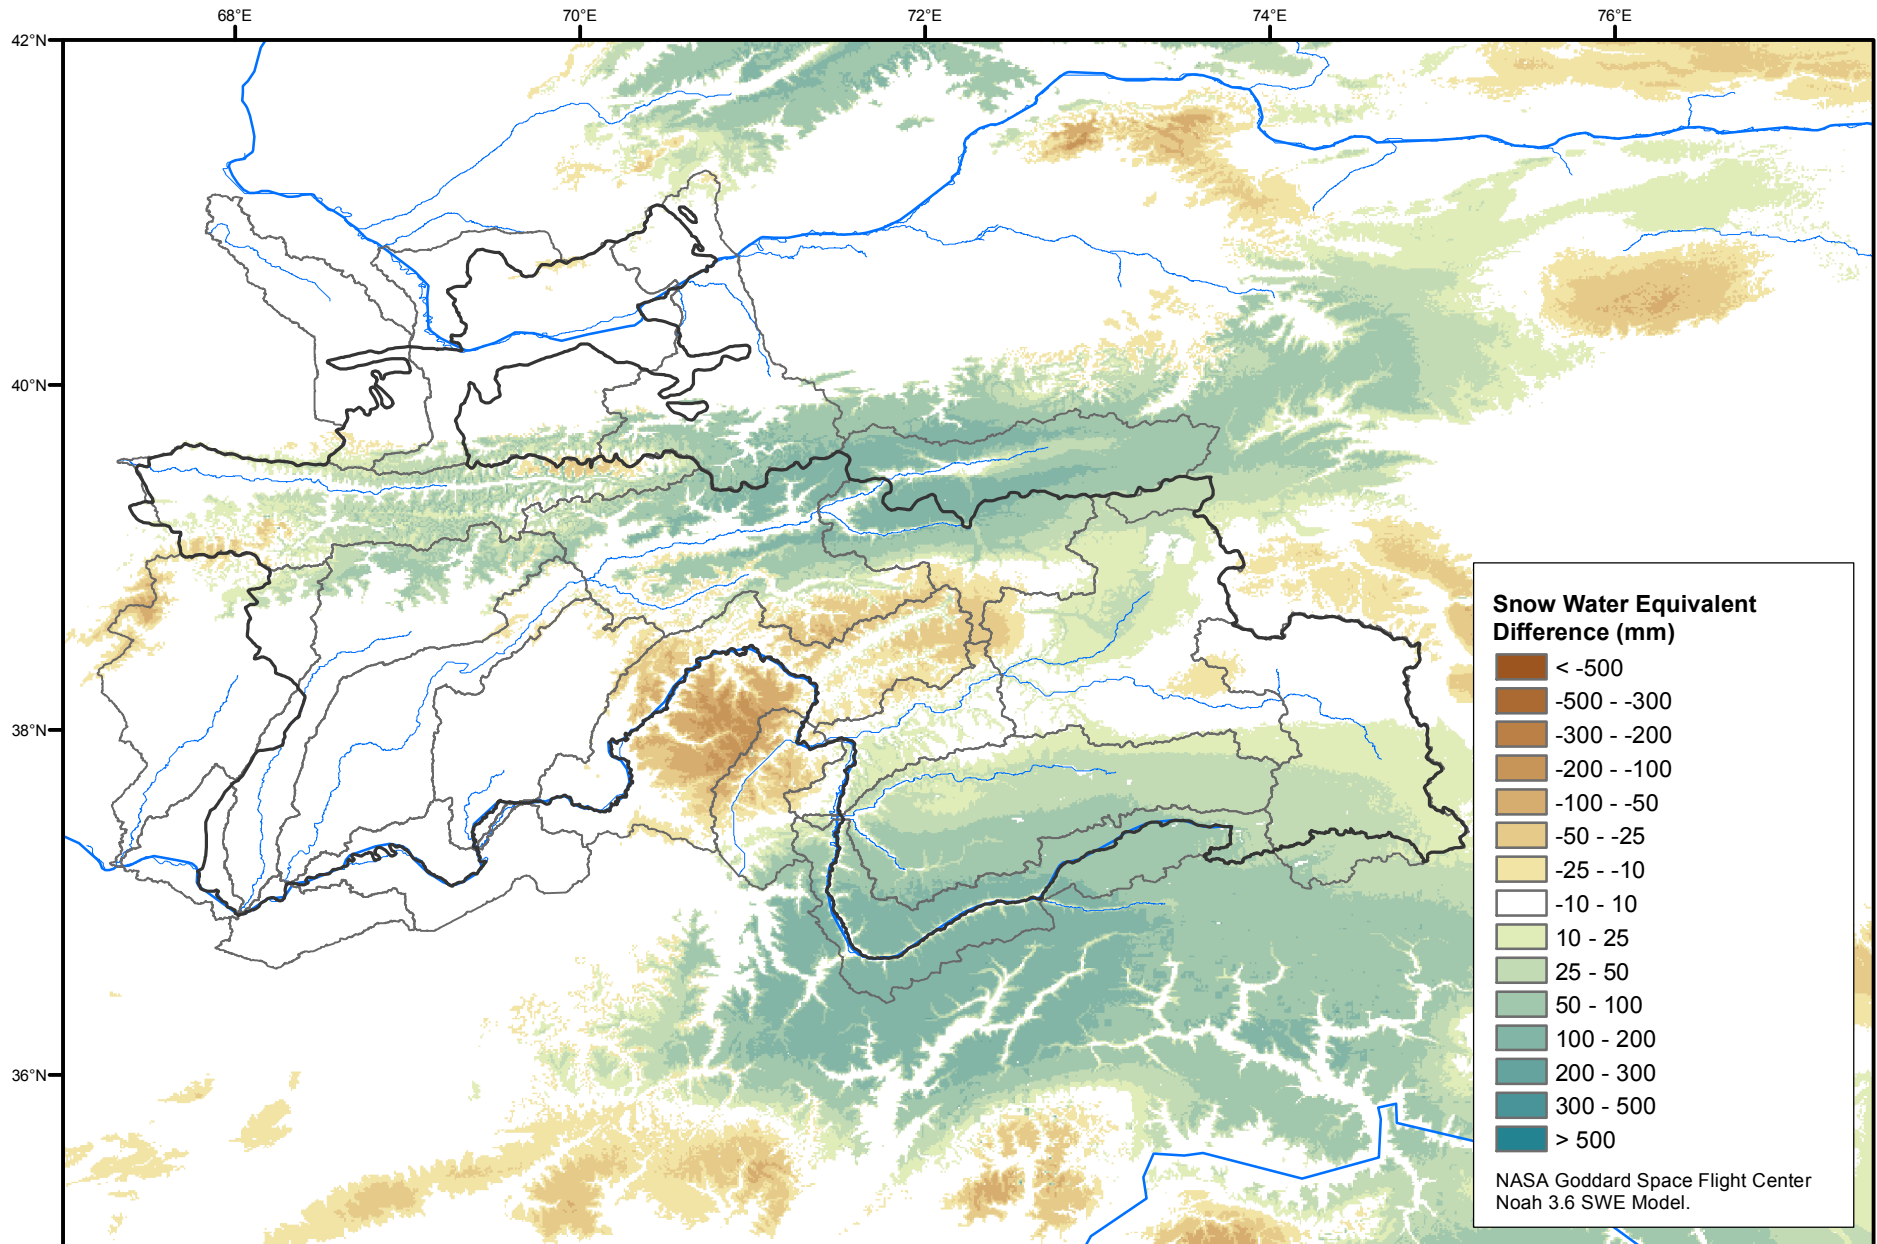 68°E
70°E
72°E
74°E
76°E
42°N
40°N
38°N
36°N
Snow Water Equivalent
Difference (mm)
< -500
-500 - -300
-300 - -200
-200 - -100
-100 - -50
-50 - -25
-25 - -10
-10 - 10
10 - 25
25 - 50
50 - 100
100 - 200
200 - 300
300 - 500
> 500
NASA Goddard Space Flight Center
Noah 3.6 SWE Model.